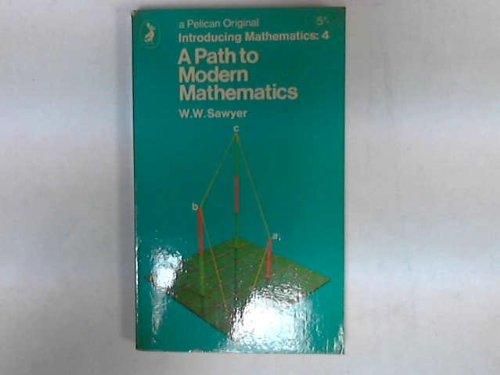 a Pelican Original
5/-
Introducing Mathematics: 4
A Path to
Modern
Mathematics
W.W. Sawyer
c
b
a